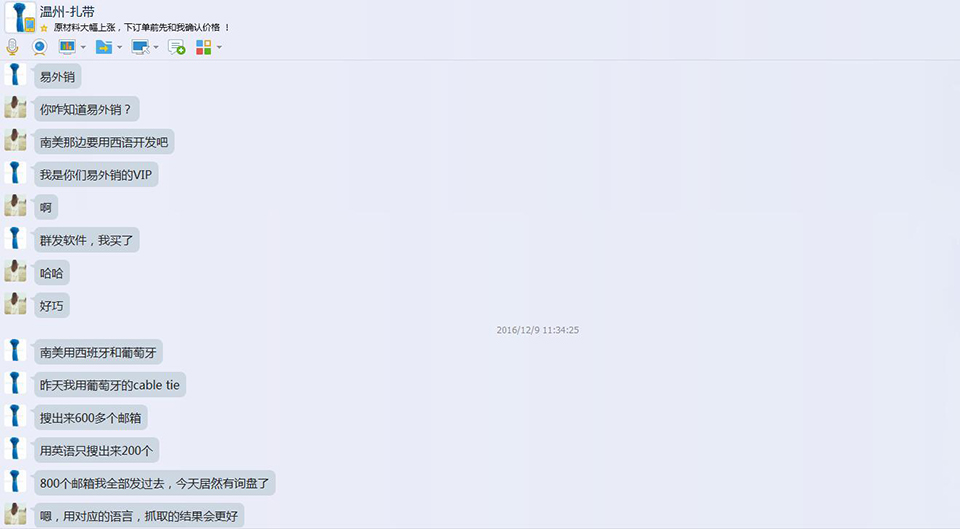 温州-扎带
原材料大幅上涨，下订单前先和我确认价格 ！
易外销
你咋知道易外销？
南美那边要用西语开发吧
我是你们易外销的VIP
啊
群发软件，我买了
哈哈
好巧
2016/12/9 11:34:25
南美用西班牙和葡萄牙
昨天我用葡萄牙的cable tie
搜出来600多个邮箱
用英语只搜出来200个
800个邮箱我全部发过去，今天居然有询盘了
嗯，用对应的语言，抓取的结果会更好